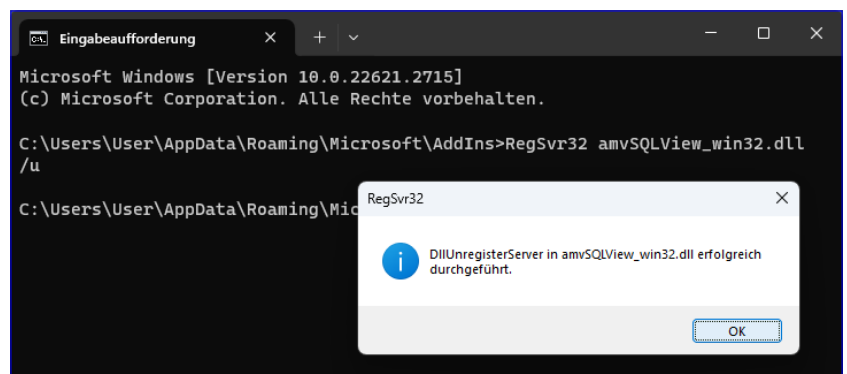 Eingabeaufforderung
Microsoft Windows [Version 10.0.22621.2715]
(c) Microsoft Corporation. Alle Rechte vorbehalten.
C:\Users\User\AppData\Roaming\Microsoft\AddIns>RegSvr32 amvSQLView_win32.dll
/u
C:\Users\User\AppData\Roaming\Mic
RegSvr32
DllUnregisterServer in amvSQLView_win32.dll erfolgreich
durchgeführt.
OK